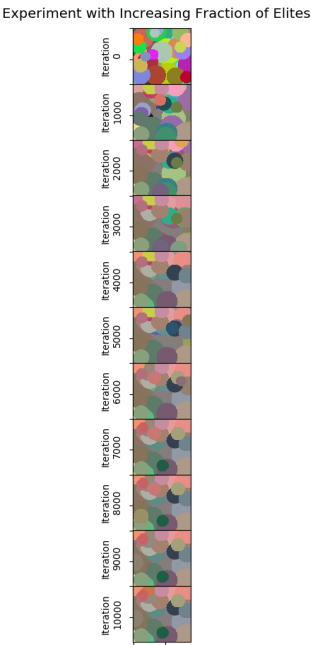 Experiment with Increasing Fraction of Elites
Iteration
0
Iteration
1000
Iteration
2000
Iteration
3000
Iteration
4000
Iteration
5000
Iteration
6000
Iteration
7000
Iteration
8000
Iteration
9000
Iteration
10000